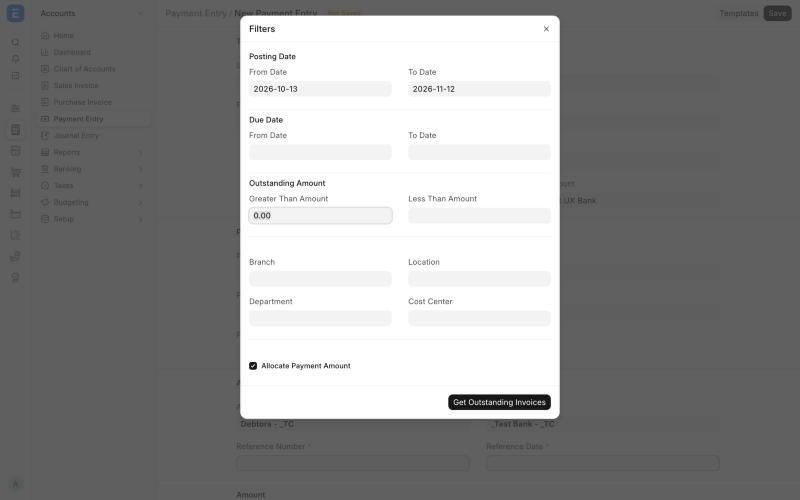 Accounts
Payment Entry / New Payment Entry
Not Saved
Templates
Save
Home
Dashboard
Chart of Accounts
Sales Invoice
Purchase Invoice
Payment Entry
Journal Entry
Reports
Banking
Taxes
Budgeting
Setup
A
Filters
Posting Date
From Date
To Date
2026-10-13
2026-11-12
Due Date
From Date
To Date
Outstanding Amount
Greater Than Amount
Less Than Amount
0.00
UX Bank
Branch
Location
Department
Cost Center
Allocate Payment Amount
Get Outstanding Invoices
Debtors - _TC
_Test Bank - _TC
Reference Number *
Reference Date *
Amount